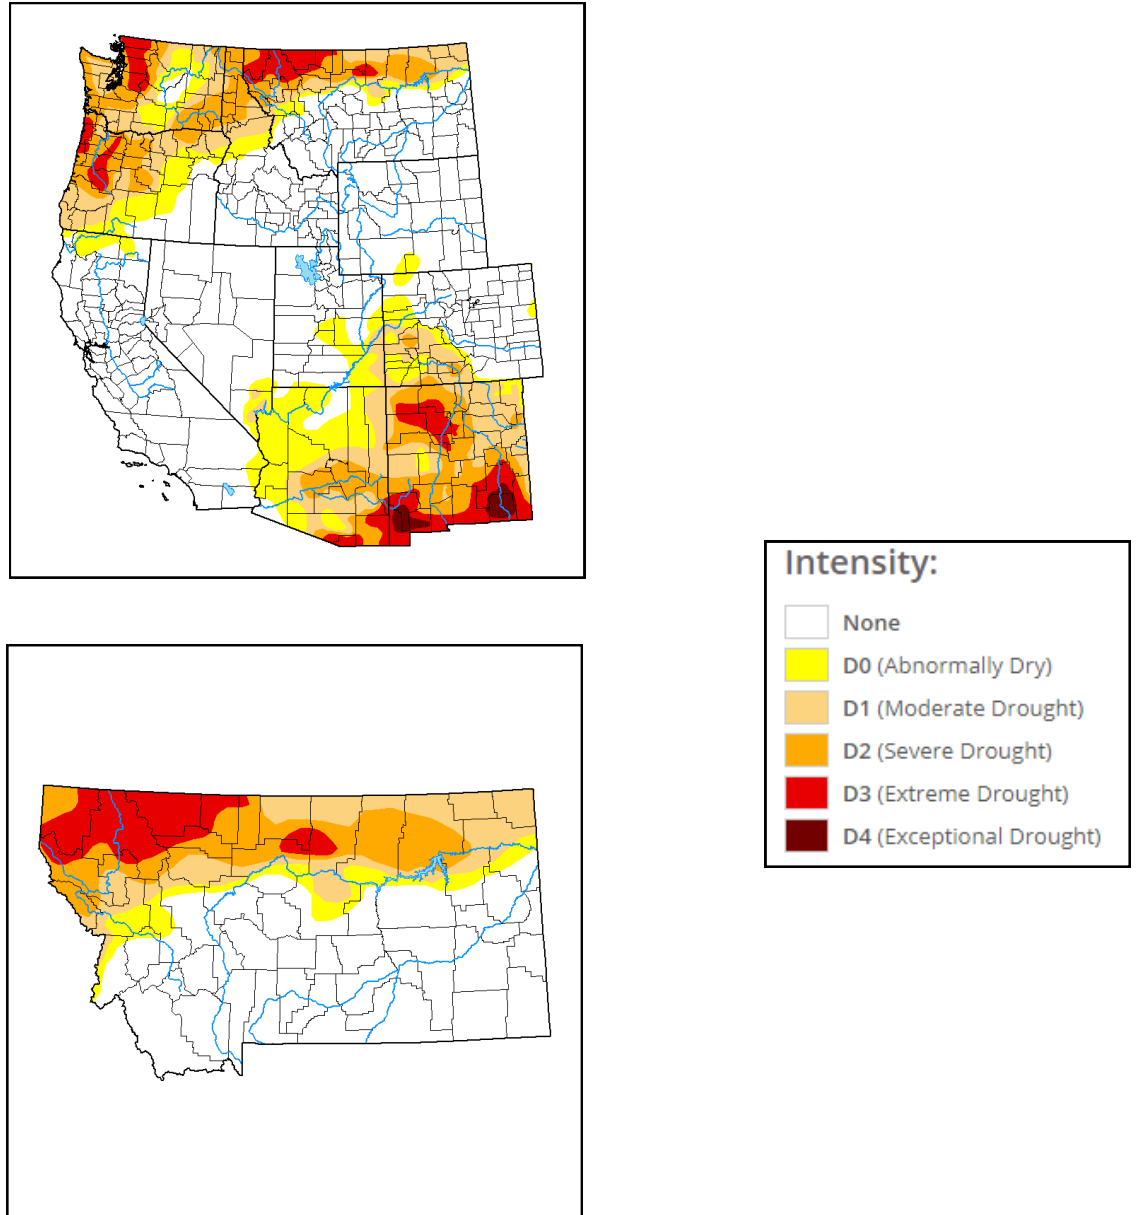 Intensity:
None
D0 (Abnormally Dry)
D1 (Moderate Drought)
D2 (Severe Drought)
D3 (Extreme Drought)
D4 (Exceptional Drought)